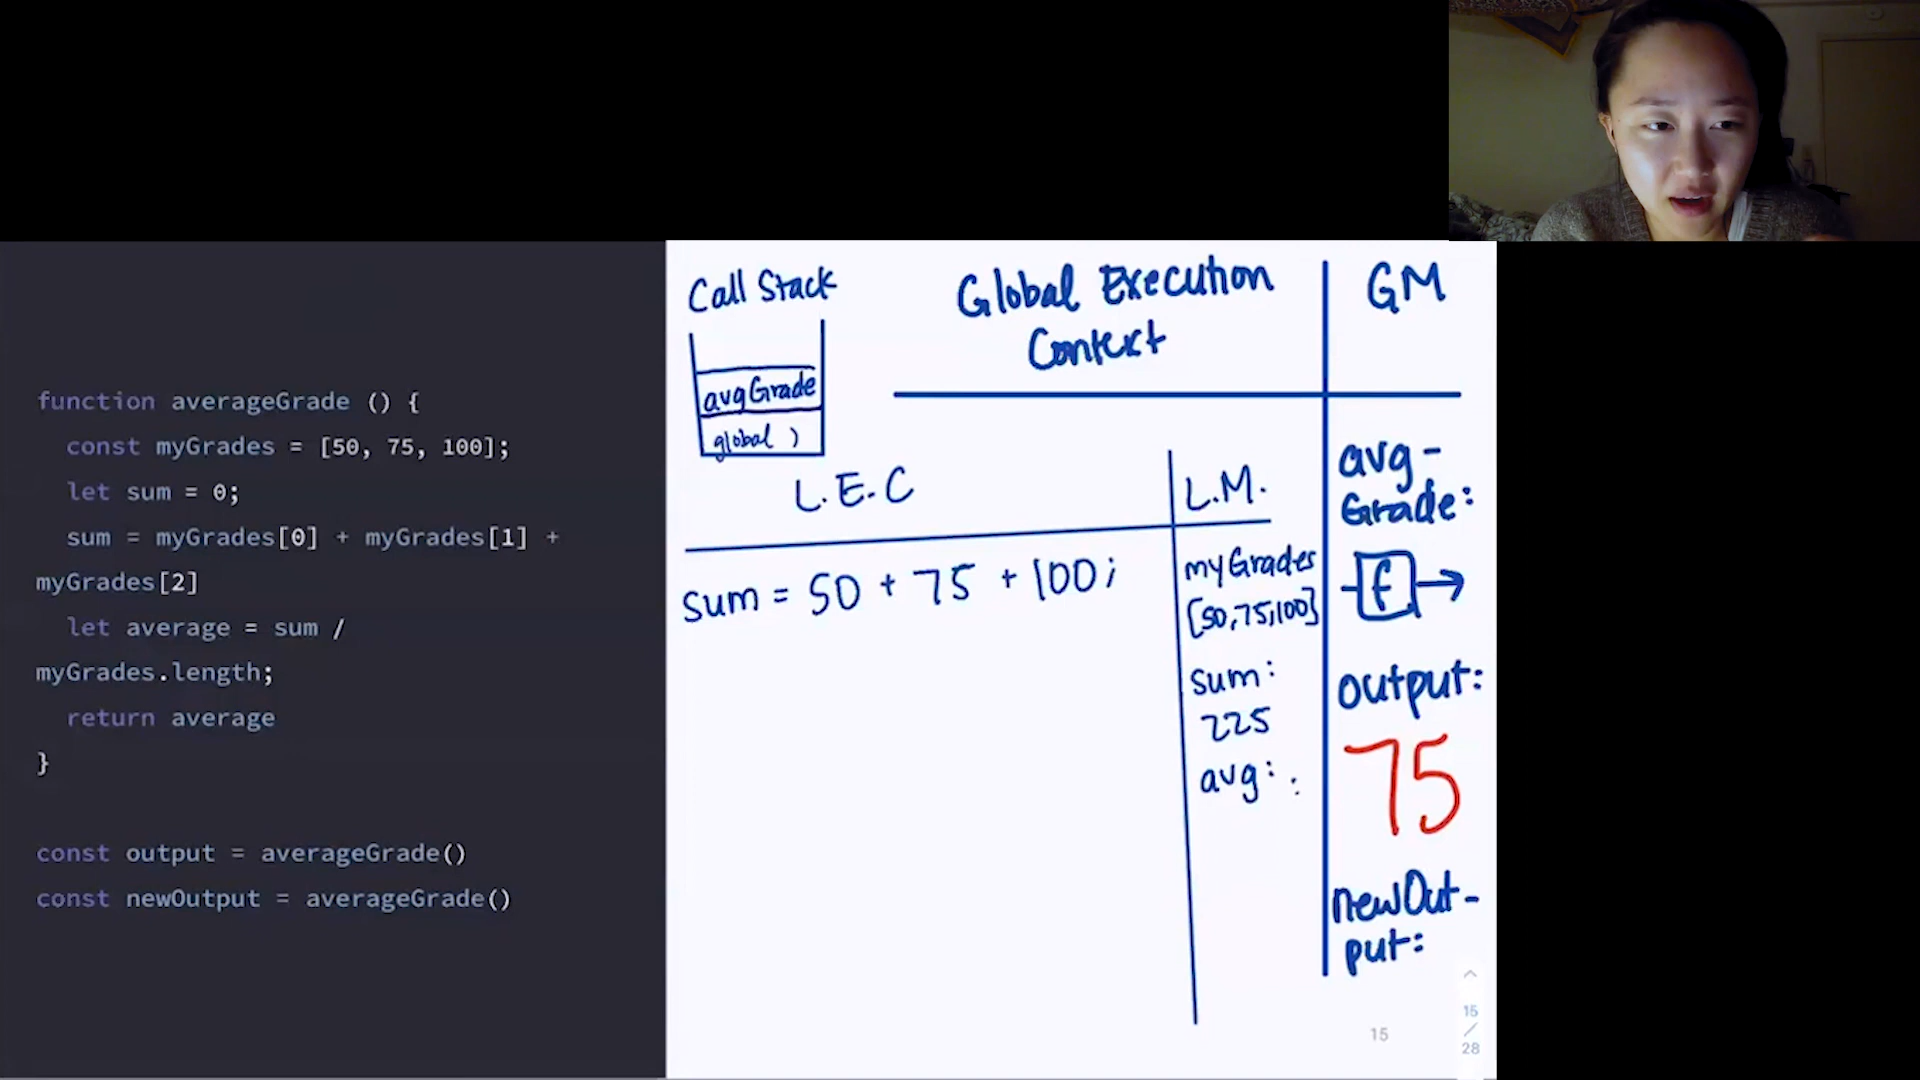 function averageGrade () {
const myGrades = [50, 75, 100];
let sum = 0;
sum = myGrades[0] + myGrades[1] +
myGrades[2]
let average = sum /
myGrades.length;
return average
}
const output = averageGrade()
const newOutput = averageGrade()
Call Stack
avgGrade
global )
Global Execution
Context
GM
L.E.C
L.M.
sum = 50 + 75 + 100;
myGrades
[50,75,100]
sum:
225
avg: :
avg-
Grade:
f
output:
75
newOut-
put:
15
15
/
28